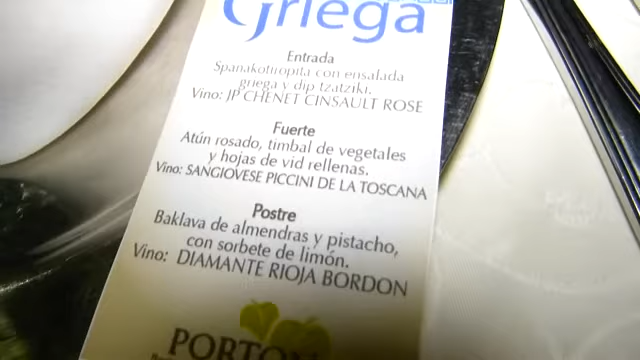 Griega
Entrada
Spanakotiropita con ensalada
griega y dip tzatziki.
Vino: JP CHENET CINSAULT ROSE
Fuerte
Atún rosado, timbal de vegetales
y hojas de vid rellenas.
Vino: SANGIOVESE PICCINI DE LA TOSCANA
Postre
Baklava de almendras y pistacho,
con sorbete de limón.
Vino: DIAMANTE RIOJA BORDON